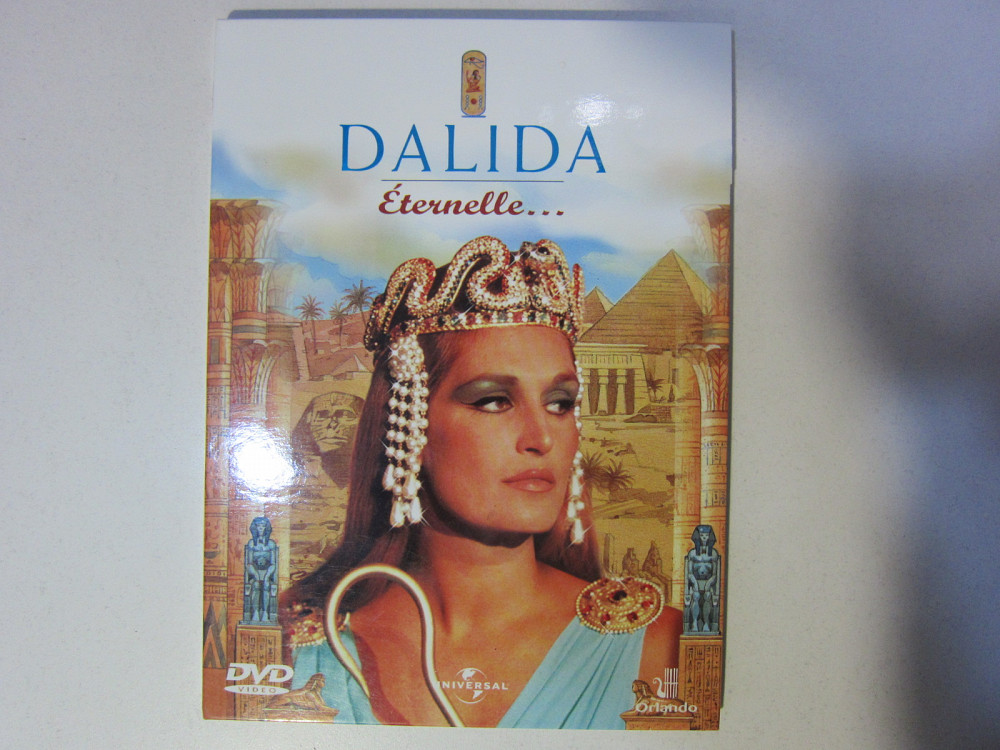 DALIDA
Éternelle...
DVD
VIDEO
UNIVERSAL
Orlando